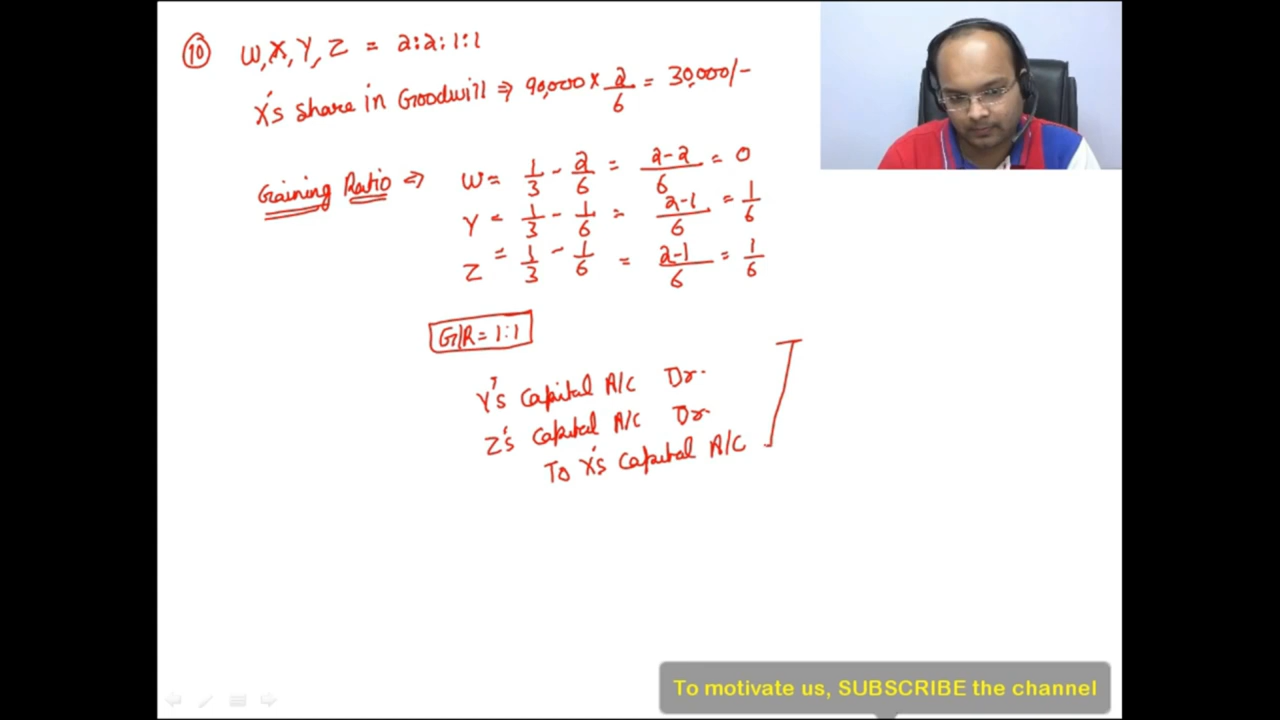 10 W, X, Y, Z = 2:2:1:1
X's share in Goodwill ⇒ 90,000 × 2/6 = 30,000/-
Gaining Ratio ⇒ W = 1/3 - 2/6 = 2-2/6 = 0
Y = 1/3 - 1/6 = 2-1/6 = 1/6
Z = 1/3 - 1/6 = 2-1/6 = 1/6
G/R = 1:1
Y's Capital A/C Dr.
Z's Capital A/C Dr.
To X's Capital A/C
To motivate us, SUBSCRIBE the channel